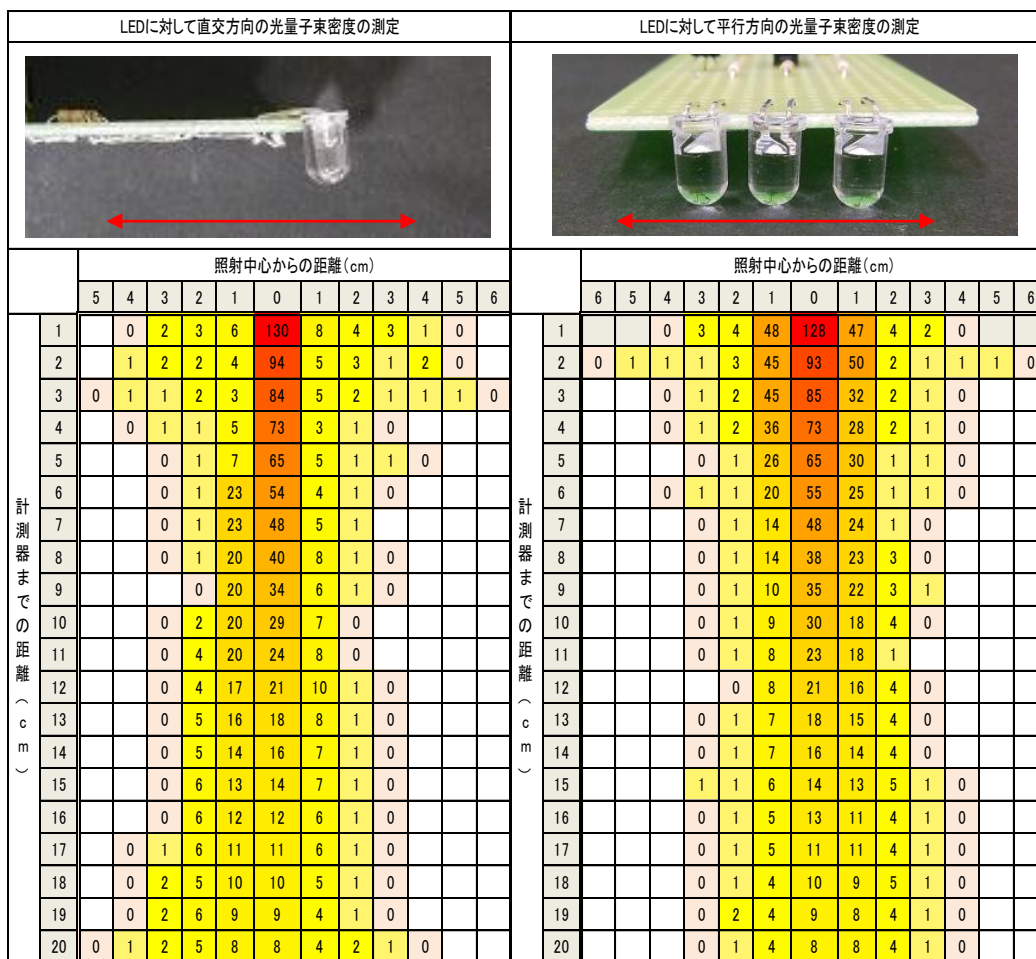 LEDに対して直交方向の光量子束密度の測定
照射中心からの距離(cm)
5 4 3 2 1 0 1 2 3 4 5 6
計測器までの距離(cm)
1 0 2 3 6 130 8 4 3 1 0
2 1 2 2 4 94 5 3 1 2 0
3 0 1 1 2 3 84 5 2 1 1 1 0
4 0 1 1 5 73 3 1 0
5 0 1 7 65 5 1 1 0
6 0 1 23 54 4 1 0
7 0 1 23 48 5 1
8 0 1 20 40 8 1 0
9 0 20 34 6 1 0
10 0 2 20 29 7 0
11 0 4 20 24 8 0
12 0 4 17 21 10 1 0
13 0 5 16 18 8 1 0
14 0 5 14 16 7 1 0
15 0 6 13 14 7 1 0
16 0 6 12 12 6 1 0
17 0 1 6 11 11 6 1 0
18 0 2 5 10 10 5 1 0
19 0 2 6 9 9 4 1 0
20 0 1 2 5 8 8 4 2 1 0
LEDに対して平行方向の光量子束密度の測定
照射中心からの距離(cm)
6 5 4 3 2 1 0 1 2 3 4 5 6
計測器までの距離(cm)
1 0 3 4 48 128 47 4 2 0
2 0 1 1 1 3 45 93 50 2 1 1 1 0
3 0 1 2 45 85 32 2 1 0
4 0 1 2 36 73 28 2 1 0
5 0 1 26 65 30 1 1 0
6 0 1 1 20 55 25 1 1 0
7 0 1 14 48 24 1 0
8 0 1 14 38 23 3 0
9 0 1 10 35 22 3 1
10 0 1 9 30 18 4 0
11 0 1 8 23 18 1
12 0 8 21 16 4 0
13 0 1 7 18 15 4 0
14 0 1 7 16 14 4 0
15 1 1 6 14 13 5 1 0
16 0 1 5 13 11 4 1 0
17 0 1 5 11 11 4 1 0
18 0 1 4 10 9 5 1 0
19 0 2 4 9 8 4 1 0
20 0 1 4 8 8 4 1 0